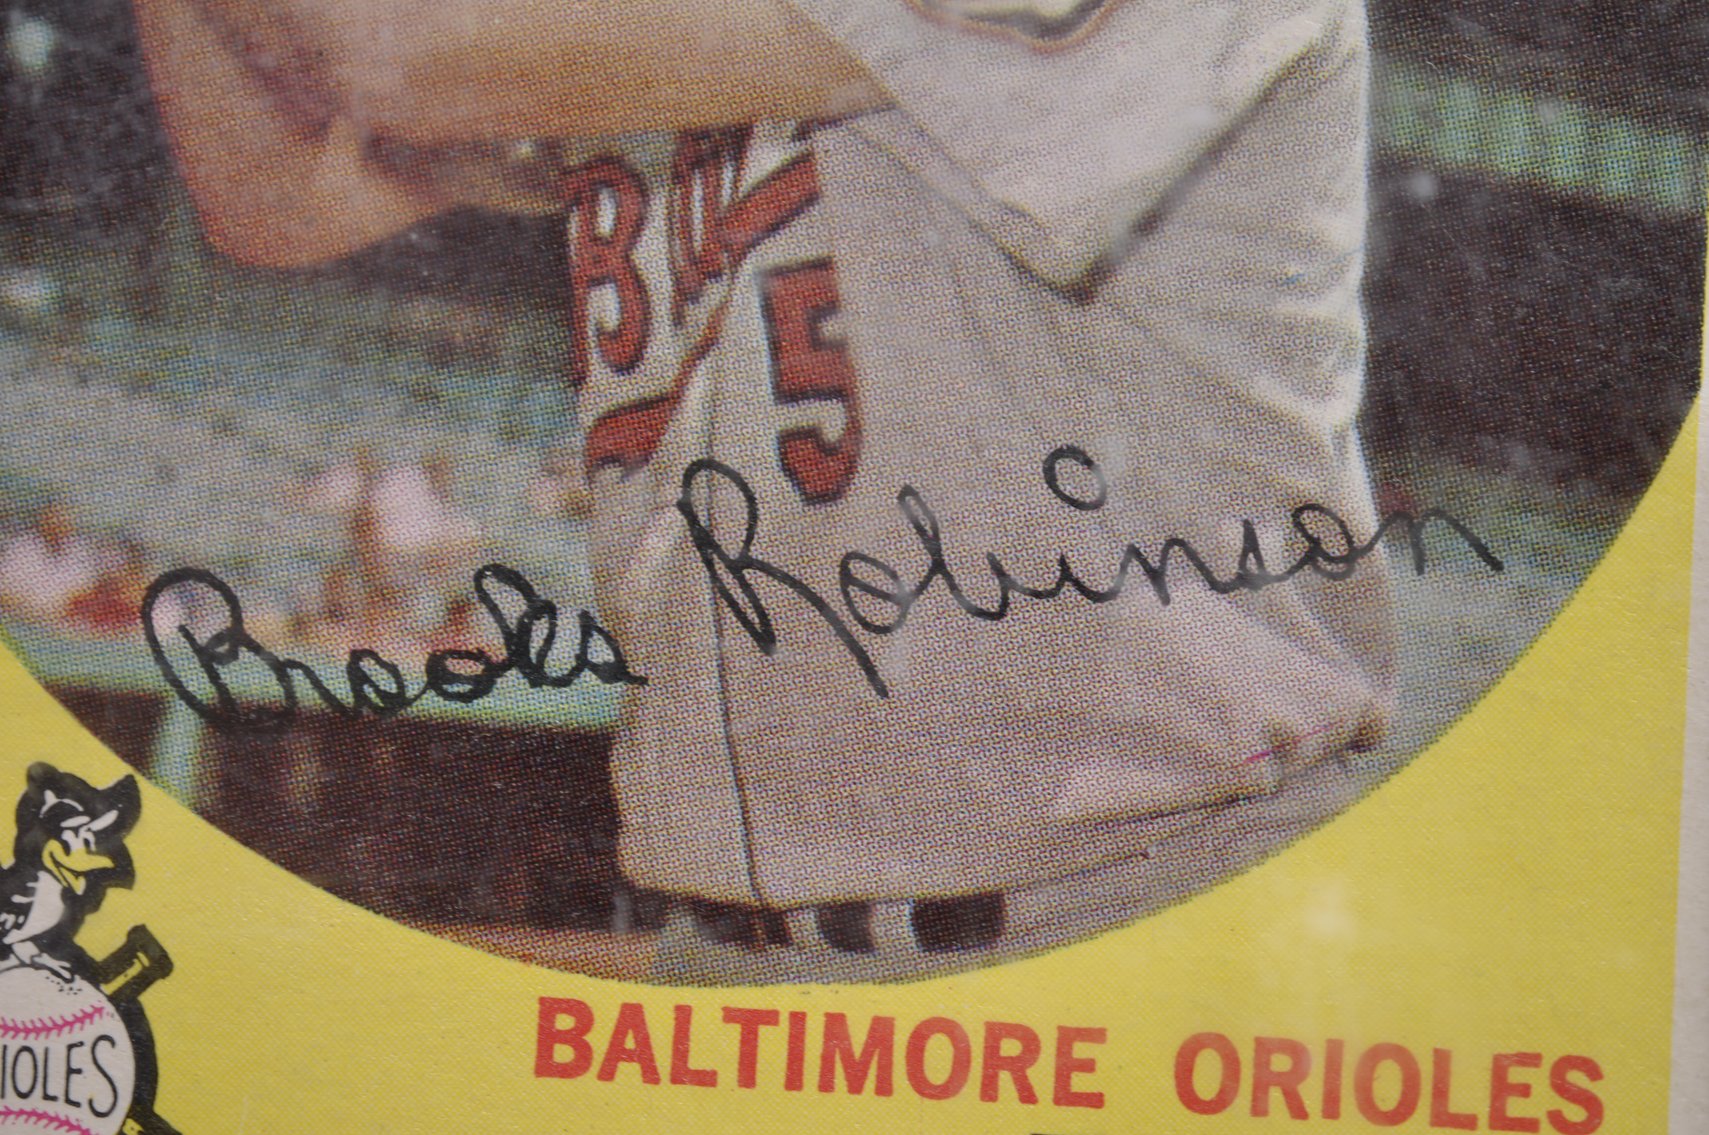 5
Brooks Robinson
IOLES
BALTIMORE ORIOLES